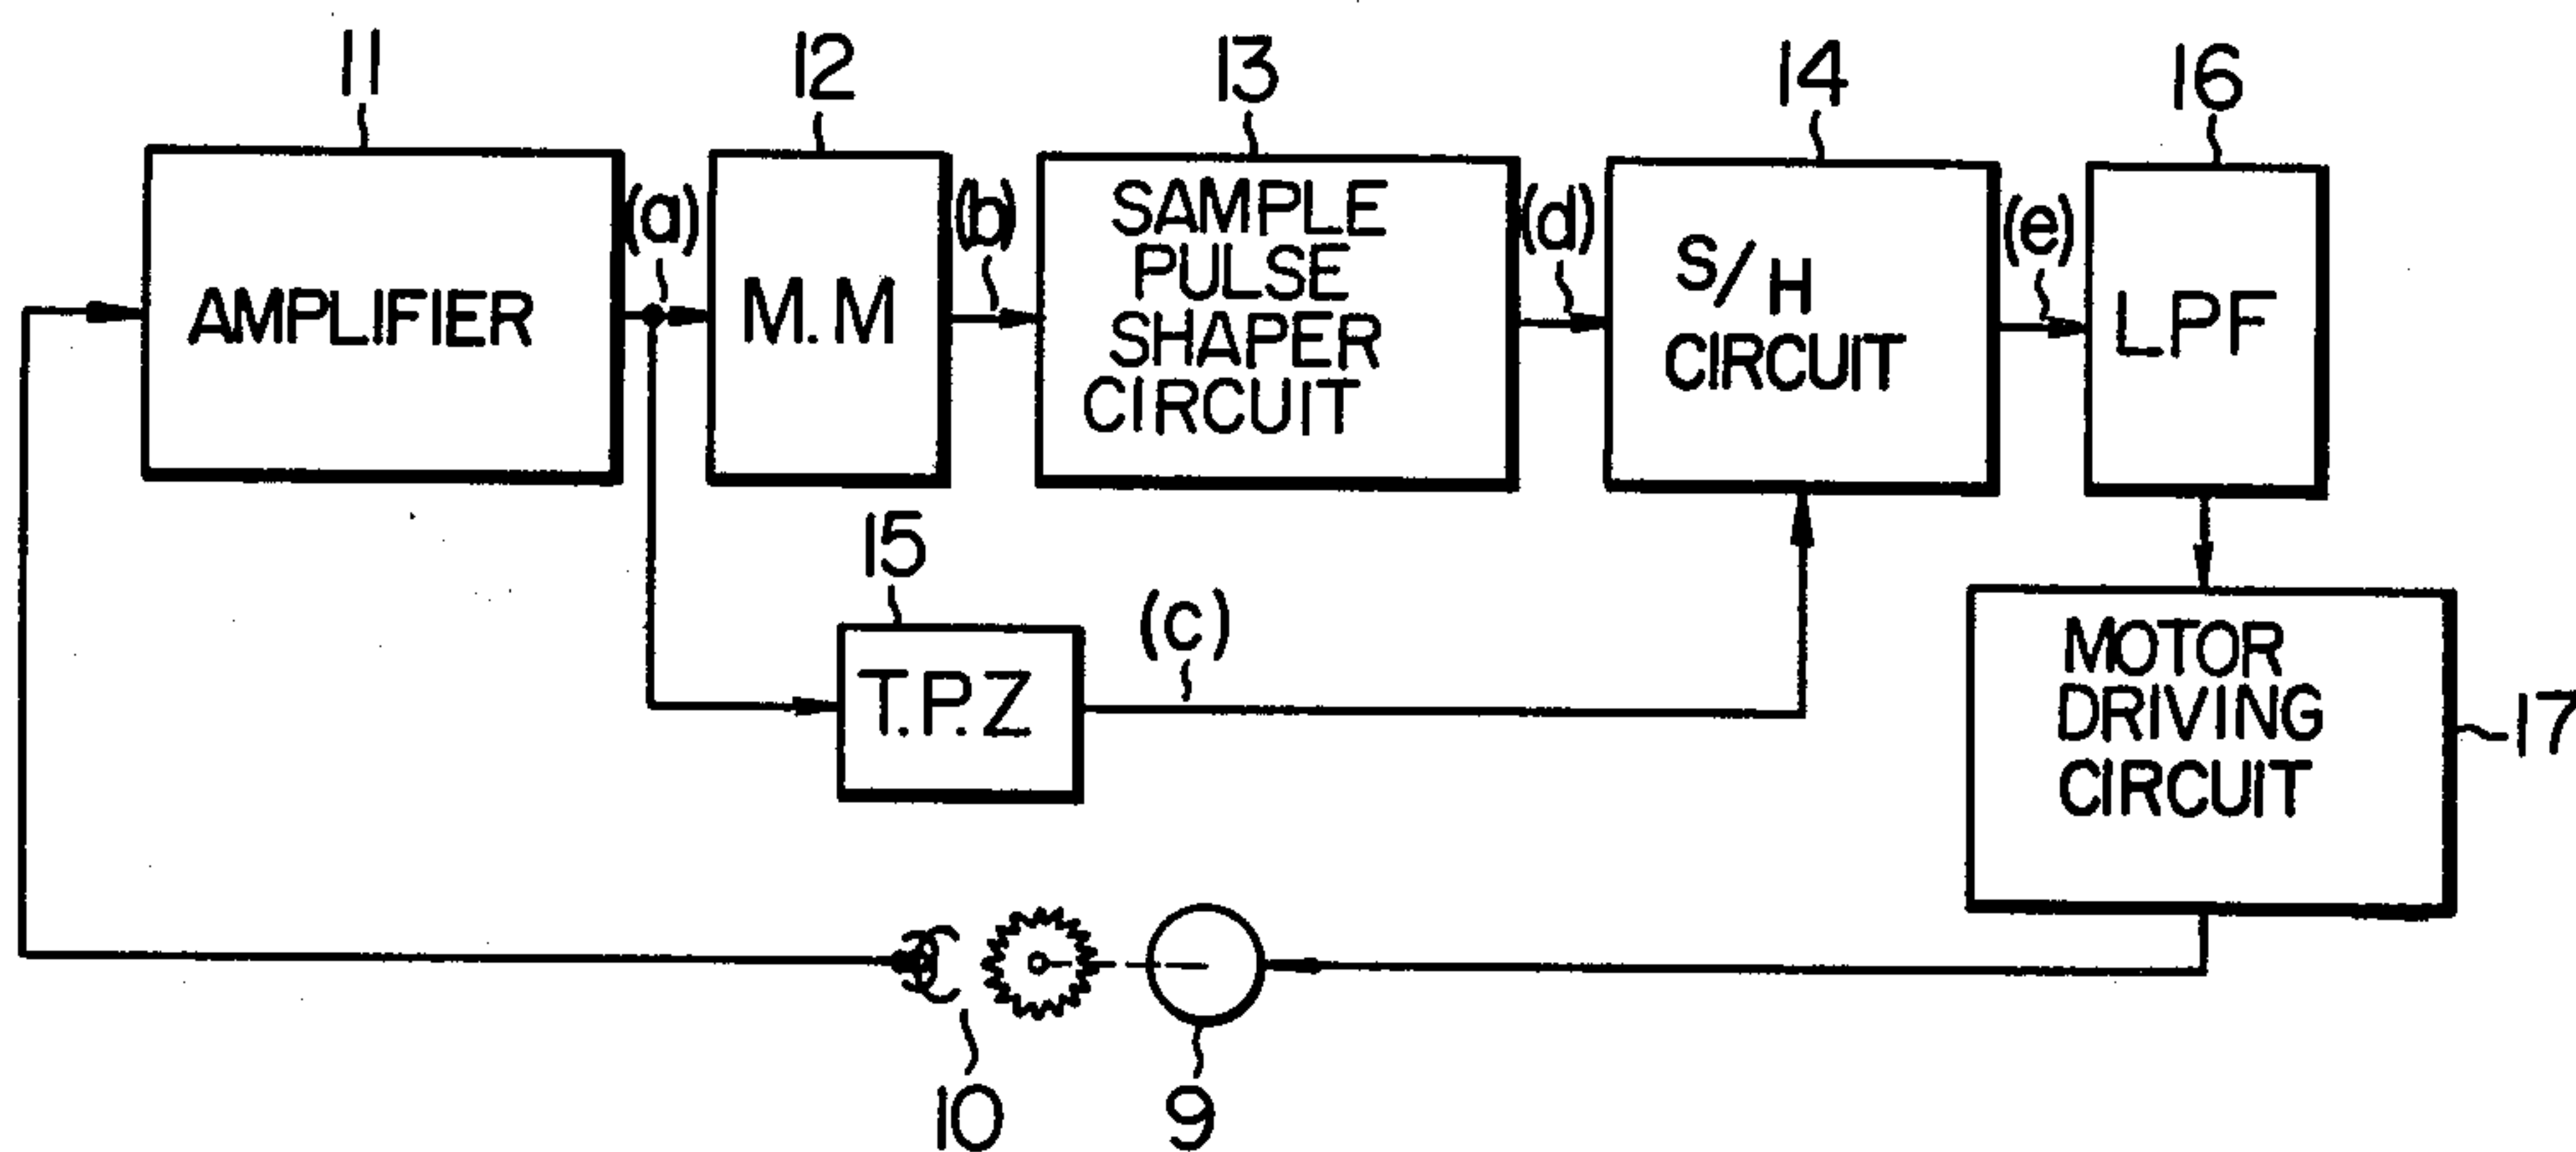 11
12
13
14
16
(a)
(b)
(d)
(e)
AMPLIFIER
M.M
SAMPLE
PULSE
SHAPER
CIRCUIT
S/H
CIRCUIT
LPF
15
(c)
T.P.Z
MOTOR
DRIVING
CIRCUIT
17
10
9